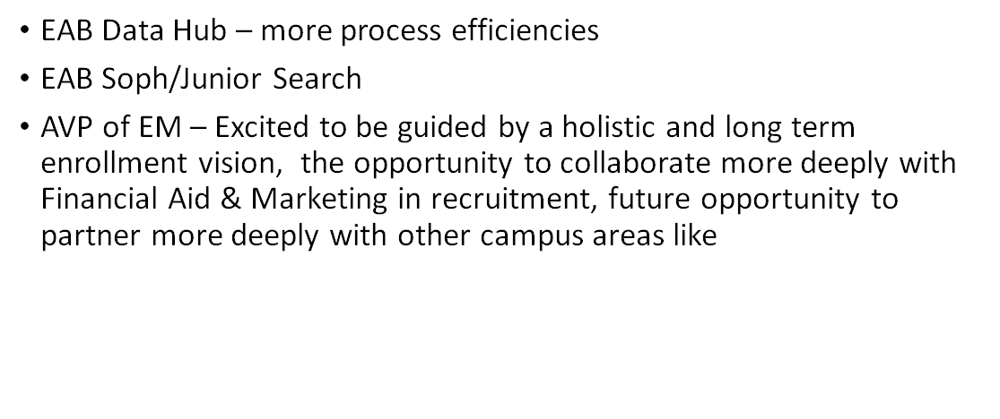 • EAB Data Hub – more process efficiencies
• EAB Soph/Junior Search
• AVP of EM – Excited to be guided by a holistic and long term
enrollment vision,  the opportunity to collaborate more deeply with
Financial Aid & Marketing in recruitment, future opportunity to
partner more deeply with other campus areas like